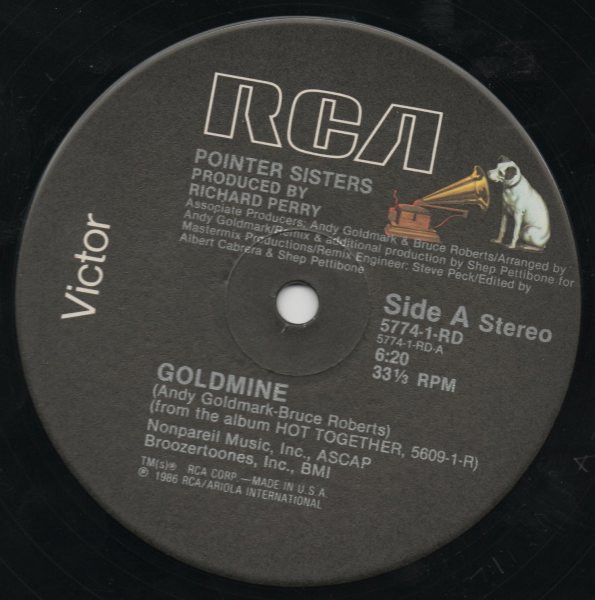 RCA
Victor
POINTER SISTERS
PRODUCED BY
RICHARD PERRY
Associate Producers: Andy Goldmark & Bruce Roberts/Arranged by
Andy Goldmark/Remix & additional production by Shep Pettibone for
Mastermix Productions/Remix Engineer: Steve Peck/Edited by
Albert Cabrera & Shep Pettibone
Side A Stereo
5774-1-RD
5774-1-RD-A
6:20
33⅓ RPM
GOLDMINE
(Andy Goldmark-Bruce Roberts)
(from the album HOT TOGETHER, 5609-1-R)
Nonpareil Music, Inc., ASCAP
Broozertoones, Inc., BMI
TM(s)® RCA CORP.—MADE IN U.S.A.
℗ 1986 RCA/ARIOLA INTERNATIONAL